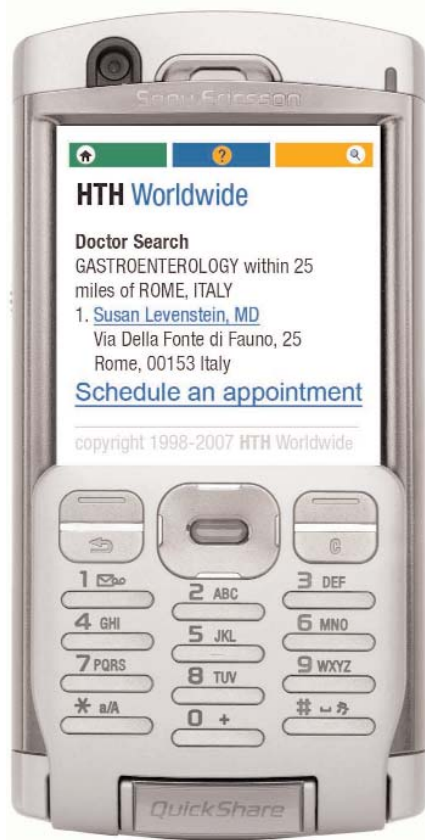 Sony Ericsson
?
HTH Worldwide
Doctor Search
GASTROENTEROLOGY within 25
miles of ROME, ITALY
1. Susan Levenstein, MD
Via Della Fonte di Fauno, 25
Rome, 00153 Italy
Schedule an appointment
copyright 1998-2007 HTH Worldwide
C
1
2 ABC
3 DEF
4 GHI
5 JKL
6 MNO
7 PQRS
8 TUV
9 WXYZ
* a/A
0 +
#
QuickShare